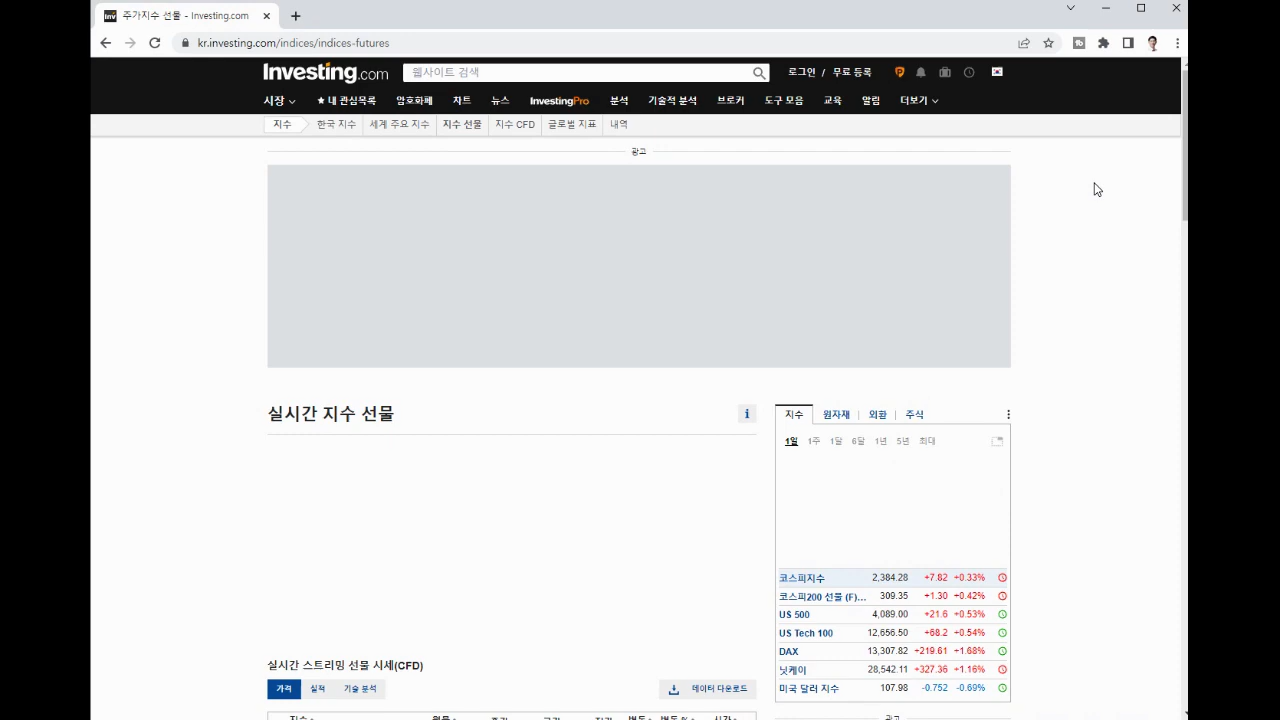 주가지수 선물 - Investing.com
kr.investing.com/indices/indices-futures
Investing.com 웹사이트 검색 로그인 / 무료 등록
시장 ★ 내 관심목록 암호화폐 차트 뉴스 InvestingPro 분석 기술적 분석 브로커 도구 모음 교육 알림 더보기
지수 한국 지수 세계 주요 지수 지수 선물 지수 CFD 글로벌 지표 내역
광고
실시간 지수 선물
지수 원자재 외환 주식
1일 1주 1달 6달 1년 5년 최대
코스피지수 2,384.28 +7.82 +0.33%
코스피200 선물 (F)... 309.35 +1.30 +0.42%
US 500 4,089.00 +21.6 +0.53%
US Tech 100 12,656.50 +68.2 +0.54%
DAX 13,307.82 +219.61 +1.68%
닛케이 28,542.11 +327.36 +1.16%
미국 달러 지수 107.98 -0.752 -0.69%
실시간 스트리밍 선물 시세(CFD)
가격 실적 기술 분석 데이터 다운로드